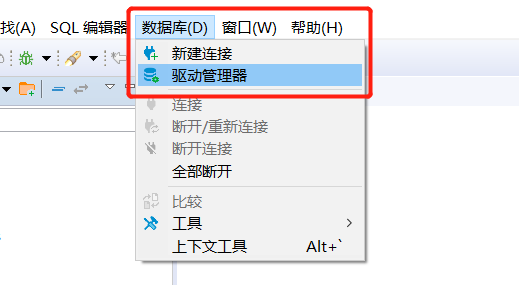 找(A) SQL 编辑器 数据库(D) 窗口(W) 帮助(H)
新建连接
驱动管理器
连接
断开/重新连接
断开连接
全部断开
比较
工具
上下文工具 Alt+`